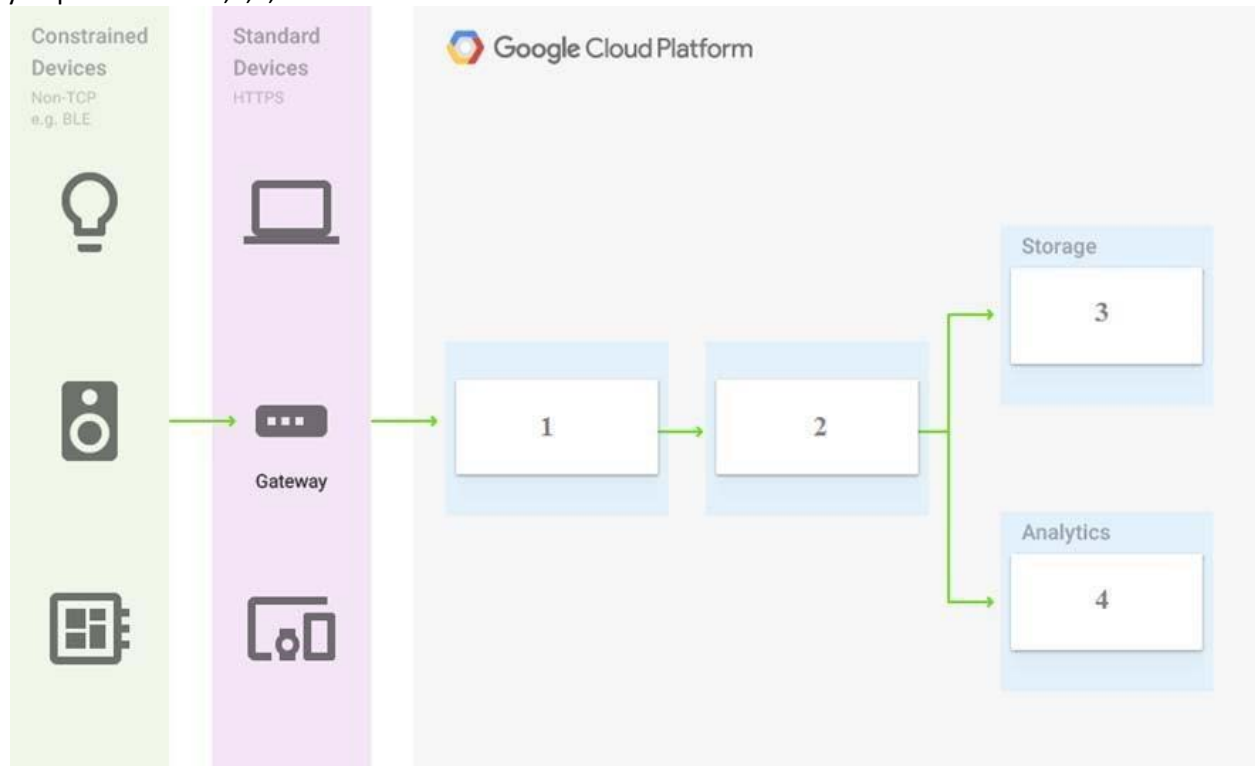 Constrained
Devices
Non-TCP
e.g. BLE
Standard
Devices
HTTPS
Google Cloud Platform
Storage
3
1
2
Gateway
Analytics
4